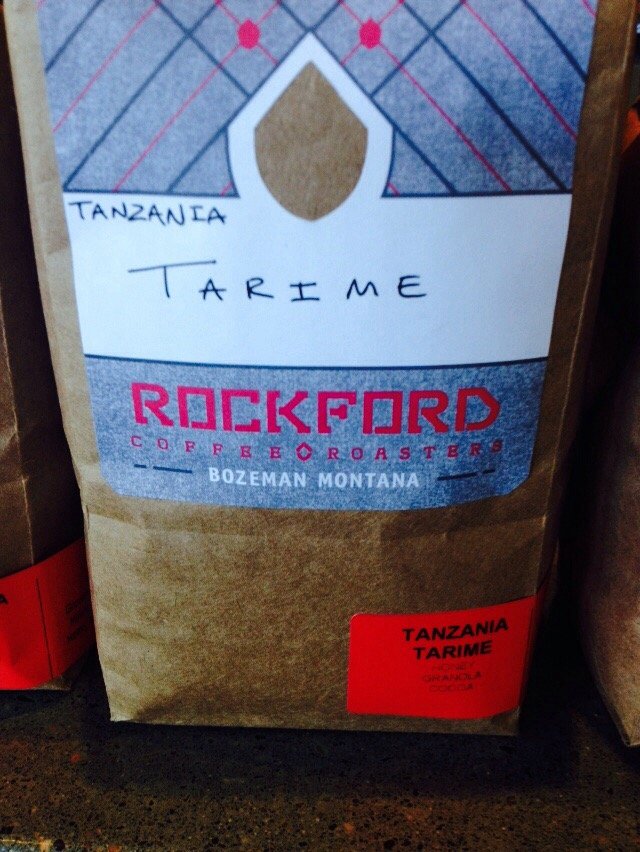 TANZANIA
TARIME
ROCKFORD
COFFEE ROASTERS
BOZEMAN MONTANA
TANZANIA
TARIME
HONEY
GRANOLA
COCOA